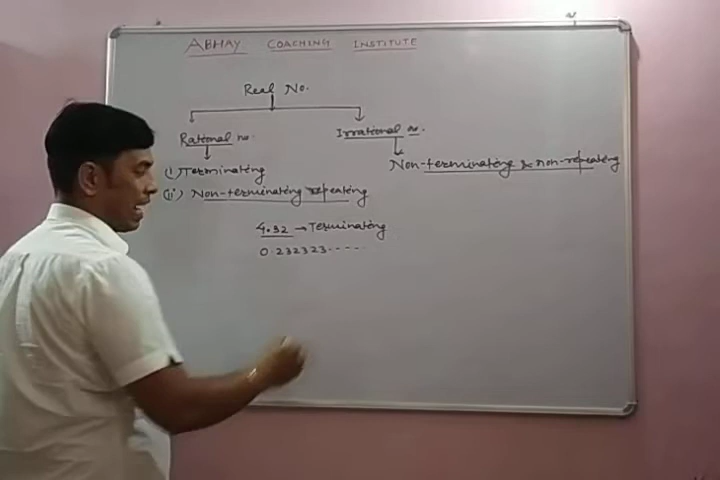 ABHAY COACHING INSTITUTE
Real No.
Rational no.
Irrational no.
(i) Terminating
Non-terminating & non-repeating
(ii) Non-terminating repeating
4.32 → Terminating
0.232323-----